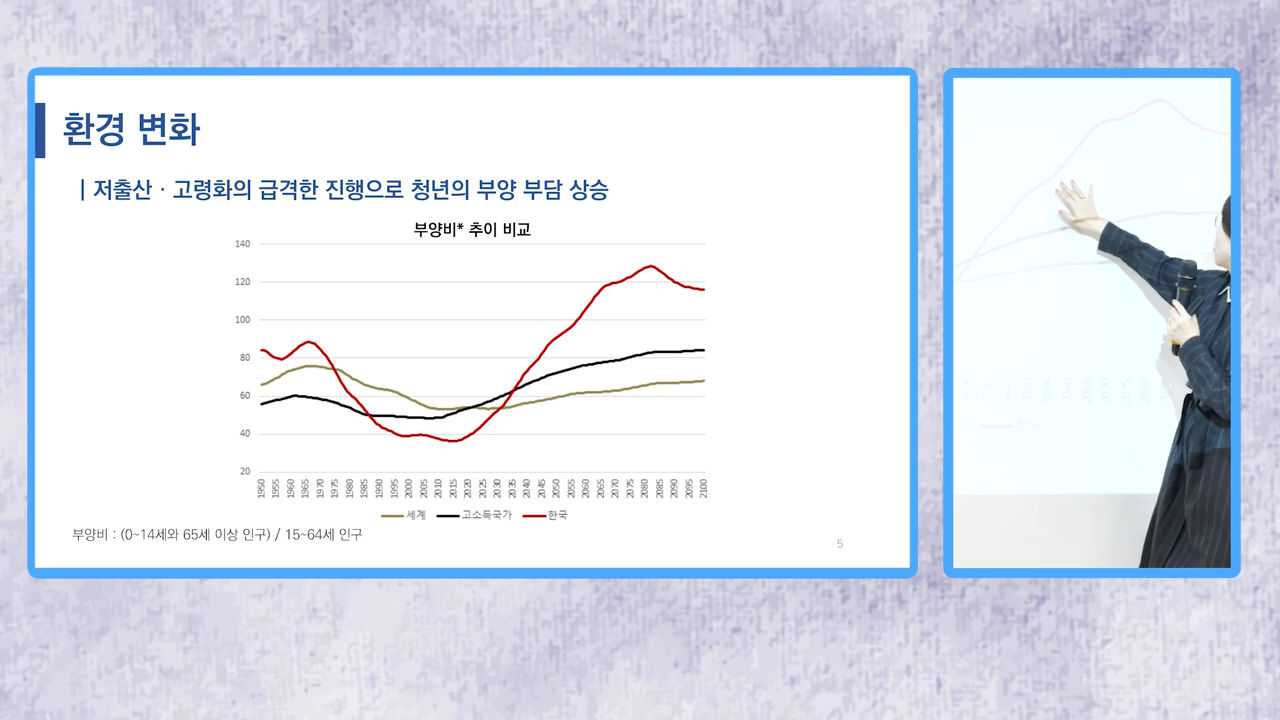 환경 변화
| 저출산 · 고령화의 급격한 진행으로 청년의 부양 부담 상승
부양비* 추이 비교
140
120
100
80
60
40
20
1950 1955 1960 1965 1970 1975 1980 1985 1990 1995 2000 2005 2010 2015 2020 2025 2030 2035 2040 2045 2050 2055 2060 2065 2070 2075 2080 2085 2090 2095 2100
세계 고소득국가 한국
부양비 : (0~14세와 65세 이상 인구) / 15~64세 인구
5
한국